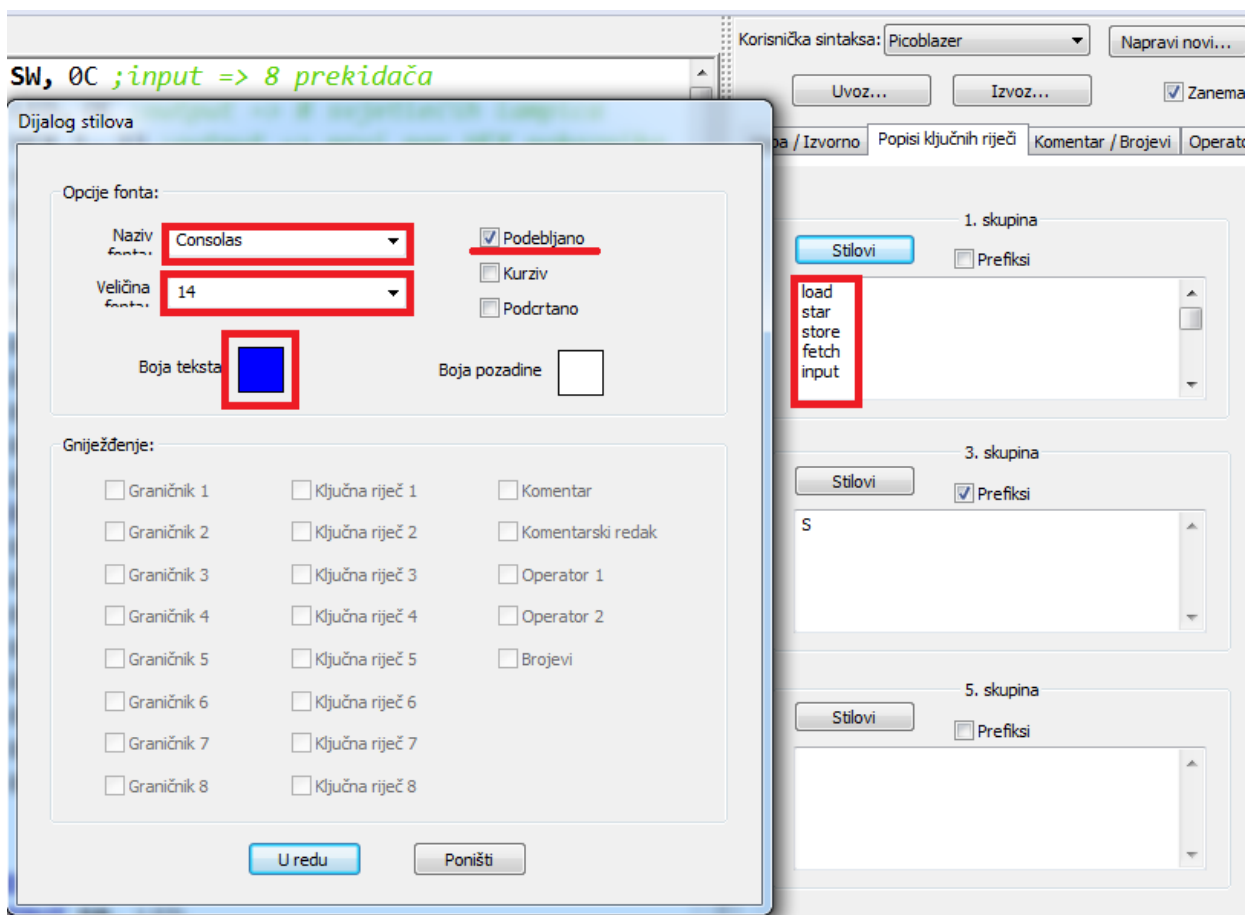 Korisnička sintaksa: Picoblazer Napravi novi...
SW, 0C ;input => 8 prekidača
Uvoz... Izvoz... Zanema
Dijalog stilova
/ Izvorno Popisi ključnih riječi Komentar / Brojevi Operato
Opcije fonta:
Naziv fonta: Consolas
Podebljano
Veličina fonta: 14
Kurziv
Podcrtano
Boja teksta Boja pozadine
Gniježđenje:
Graničnik 1 Ključna riječ 1 Komentar
Graničnik 2 Ključna riječ 2 Komentarski redak
Graničnik 3 Ključna riječ 3 Operator 1
Graničnik 4 Ključna riječ 4 Operator 2
Graničnik 5 Ključna riječ 5 Brojevi
Graničnik 6 Ključna riječ 6
Graničnik 7 Ključna riječ 7
Graničnik 8 Ključna riječ 8
U redu Poništi
1. skupina
Stilovi Prefiksi
load
star
store
fetch
input
3. skupina
Stilovi Prefiksi
S
5. skupina
Stilovi Prefiksi